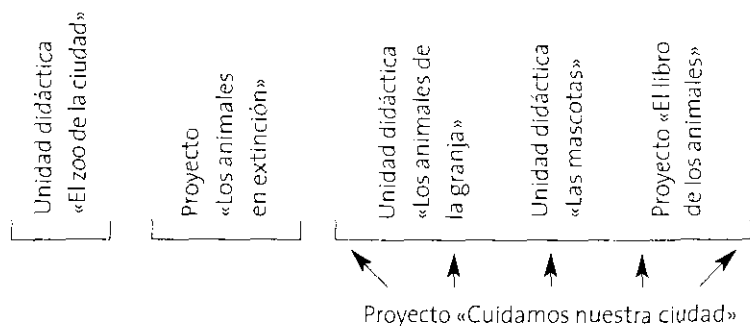 Unidad didáctica
«El zoo de la ciudad»
Proyecto
«Los animales
en extinción»
Unidad didáctica
«Los animales de
la granja»
Unidad didáctica
«Las mascotas»
Proyecto «El libro
de los animales»
Proyecto «Cuidamos nuestra ciudad»